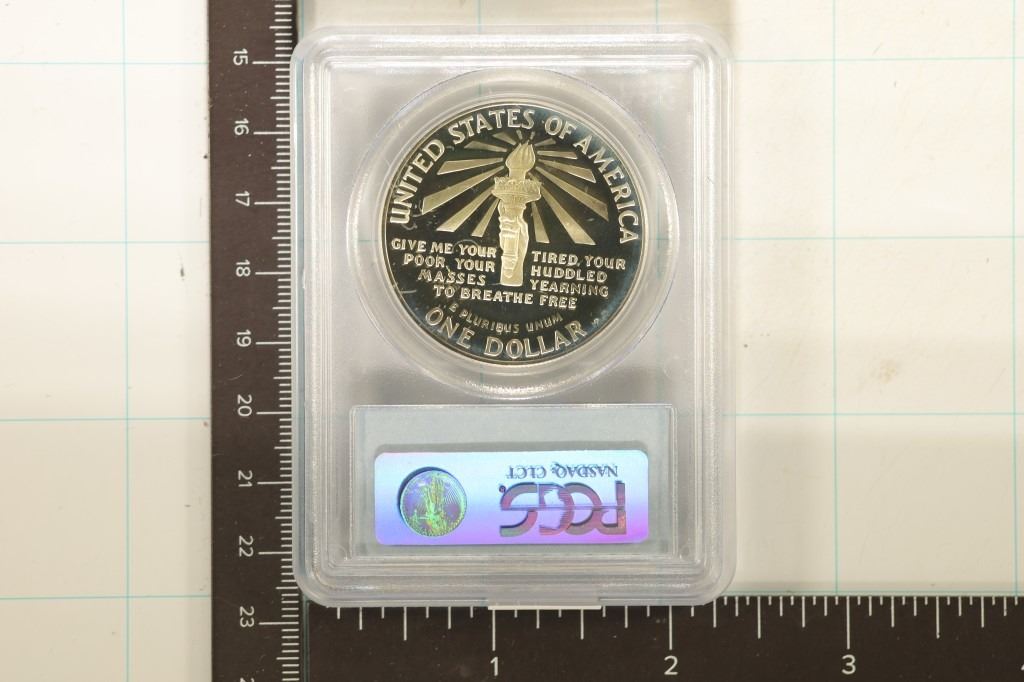 UNITED STATES OF AMERICA
GIVE ME YOUR TIRED, YOUR
POOR, YOUR HUDDLED
MASSES YEARNING
TO BREATHE FREE
E PLURIBUS UNUM
ONE DOLLAR
PCGS
NASDAQ: CLCT
15
16
17
18
19
20
21
22
23
1
2
3